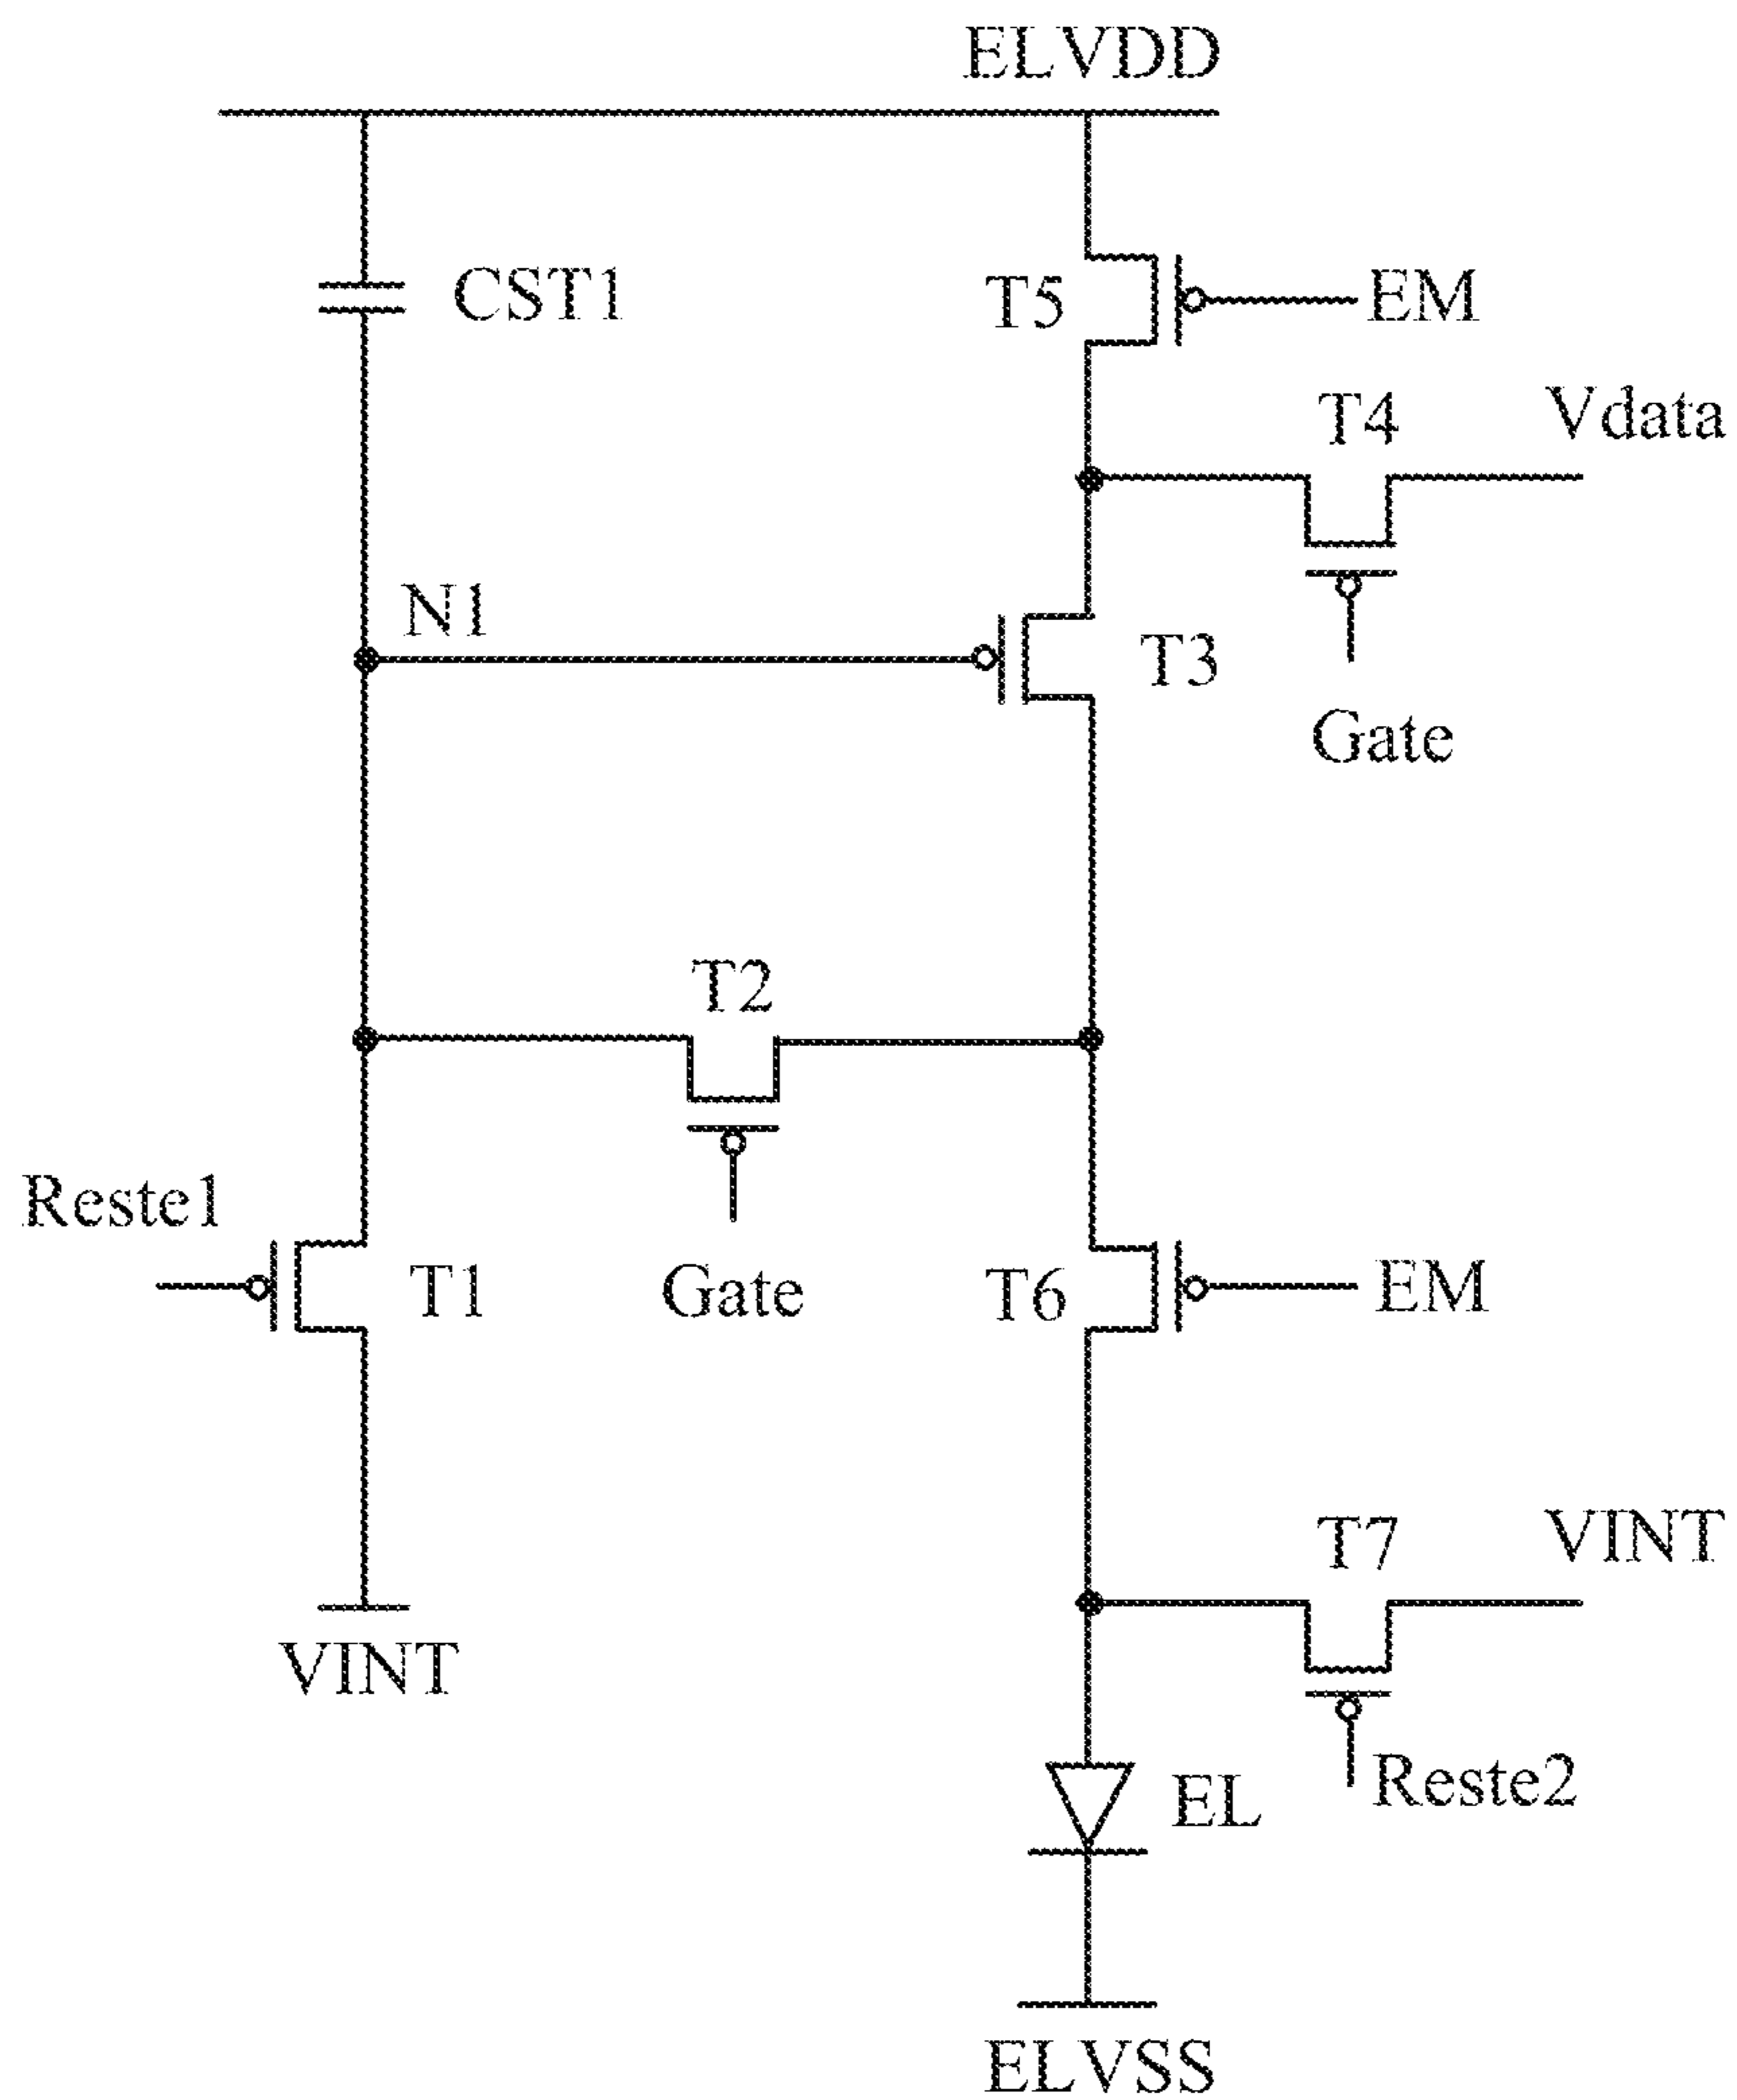 ELVDD
CST1
T5
EM
T4
Vdata
N1
T3
Gate
T2
Reste1
T1
Gate
T6
EM
T7
VINT
VINT
EL
Reste2
ELVSS